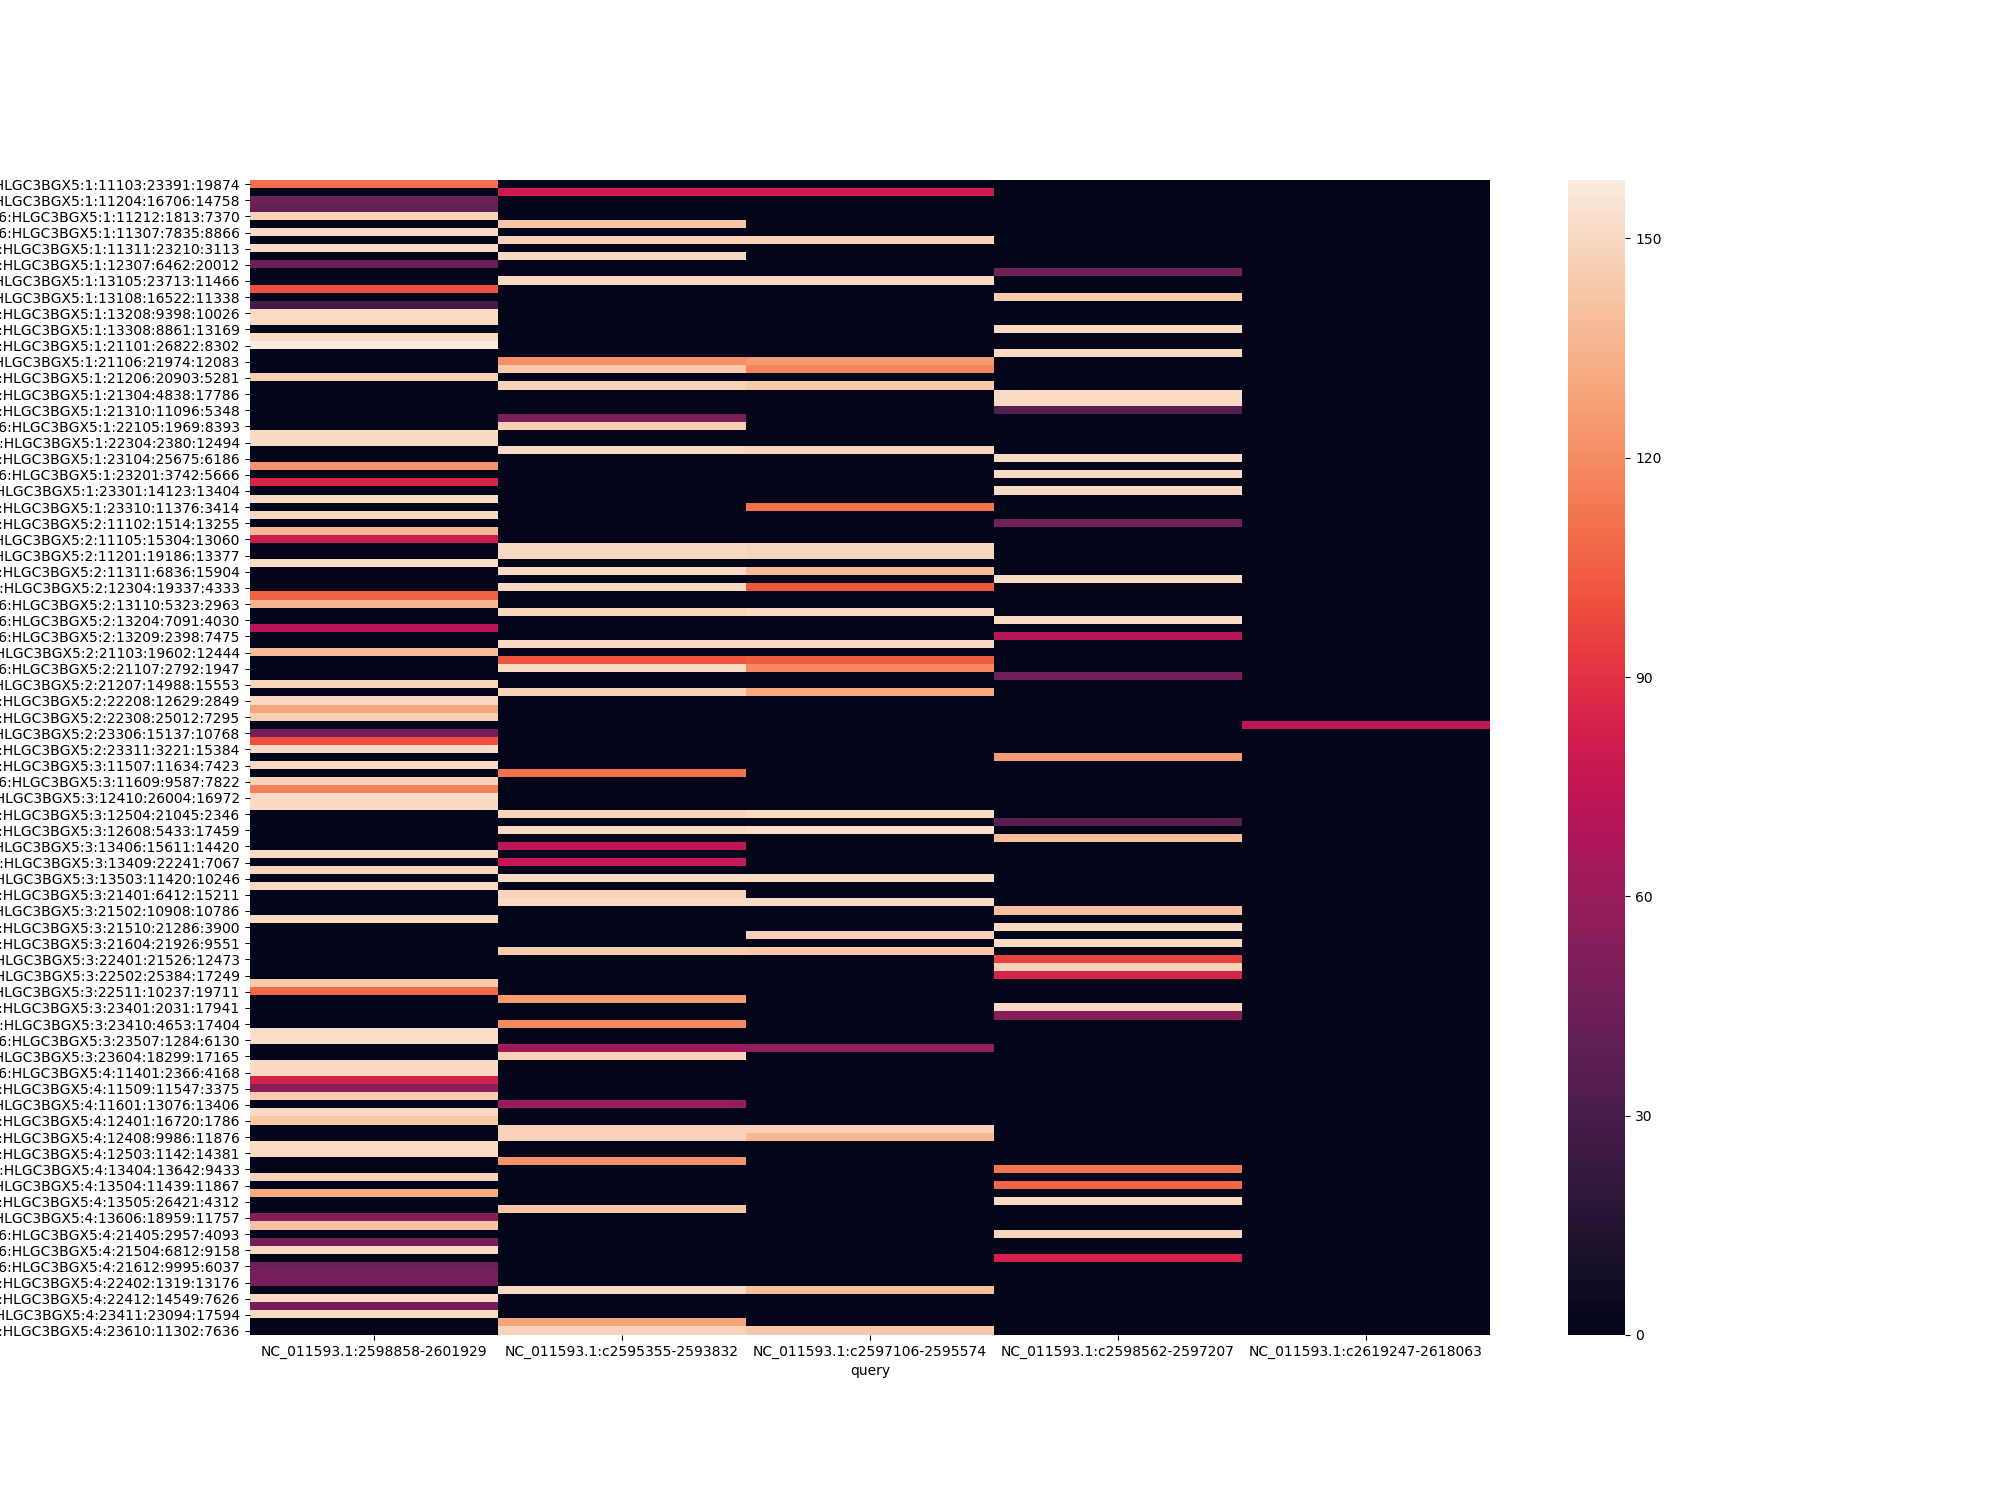 HLGC3BGX5:1:11103:23391:19874
HLGC3BGX5:1:11204:16706:14758
6:HLGC3BGX5:1:11212:1813:7370
6:HLGC3BGX5:1:11307:7835:8866
:HLGC3BGX5:1:11311:23210:3113
:HLGC3BGX5:1:12307:6462:20012
HLGC3BGX5:1:13105:23713:11466
HLGC3BGX5:1:13108:16522:11338
:HLGC3BGX5:1:13208:9398:10026
:HLGC3BGX5:1:13308:8861:13169
:HLGC3BGX5:1:21101:26822:8302
HLGC3BGX5:1:21106:21974:12083
:HLGC3BGX5:1:21206:20903:5281
:HLGC3BGX5:1:21304:4838:17786
:HLGC3BGX5:1:21310:11096:5348
6:HLGC3BGX5:1:22105:1969:8393
:HLGC3BGX5:1:22304:2380:12494
:HLGC3BGX5:1:23104:25675:6186
6:HLGC3BGX5:1:23201:3742:5666
HLGC3BGX5:1:23301:14123:13404
:HLGC3BGX5:1:23310:11376:3414
:HLGC3BGX5:2:11102:1514:13255
HLGC3BGX5:2:11105:15304:13060
HLGC3BGX5:2:11201:19186:13377
:HLGC3BGX5:2:11311:6836:15904
:HLGC3BGX5:2:12304:19337:4333
6:HLGC3BGX5:2:13110:5323:2963
6:HLGC3BGX5:2:13204:7091:4030
6:HLGC3BGX5:2:13209:2398:7475
HLGC3BGX5:2:21103:19602:12444
6:HLGC3BGX5:2:21107:2792:1947
HLGC3BGX5:2:21207:14988:15553
:HLGC3BGX5:2:22208:12629:2849
:HLGC3BGX5:2:22308:25012:7295
HLGC3BGX5:2:23306:15137:10768
:HLGC3BGX5:2:23311:3221:15384
:HLGC3BGX5:3:11507:11634:7423
6:HLGC3BGX5:3:11609:9587:7822
HLGC3BGX5:3:12410:26004:16972
:HLGC3BGX5:3:12504:21045:2346
:HLGC3BGX5:3:12608:5433:17459
HLGC3BGX5:3:13406:15611:14420
:HLGC3BGX5:3:13409:22241:7067
HLGC3BGX5:3:13503:11420:10246
:HLGC3BGX5:3:21401:6412:15211
HLGC3BGX5:3:21502:10908:10786
:HLGC3BGX5:3:21510:21286:3900
:HLGC3BGX5:3:21604:21926:9551
HLGC3BGX5:3:22401:21526:12473
HLGC3BGX5:3:22502:25384:17249
HLGC3BGX5:3:22511:10237:19711
:HLGC3BGX5:3:23401:2031:17941
:HLGC3BGX5:3:23410:4653:17404
6:HLGC3BGX5:3:23507:1284:6130
HLGC3BGX5:3:23604:18299:17165
6:HLGC3BGX5:4:11401:2366:4168
:HLGC3BGX5:4:11509:11547:3375
HLGC3BGX5:4:11601:13076:13406
:HLGC3BGX5:4:12401:16720:1786
:HLGC3BGX5:4:12408:9986:11876
:HLGC3BGX5:4:12503:1142:14381
:HLGC3BGX5:4:13404:13642:9433
HLGC3BGX5:4:13504:11439:11867
:HLGC3BGX5:4:13505:26421:4312
HLGC3BGX5:4:13606:18959:11757
6:HLGC3BGX5:4:21405:2957:4093
6:HLGC3BGX5:4:21504:6812:9158
6:HLGC3BGX5:4:21612:9995:6037
:HLGC3BGX5:4:22402:1319:13176
:HLGC3BGX5:4:22412:14549:7626
HLGC3BGX5:4:23411:23094:17594
:HLGC3BGX5:4:23610:11302:7636
NC_011593.1:2598858-2601929
NC_011593.1:c2595355-2593832
NC_011593.1:c2597106-2595574
NC_011593.1:c2598562-2597207
NC_011593.1:c2619247-2618063
query
150
120
90
60
30
0